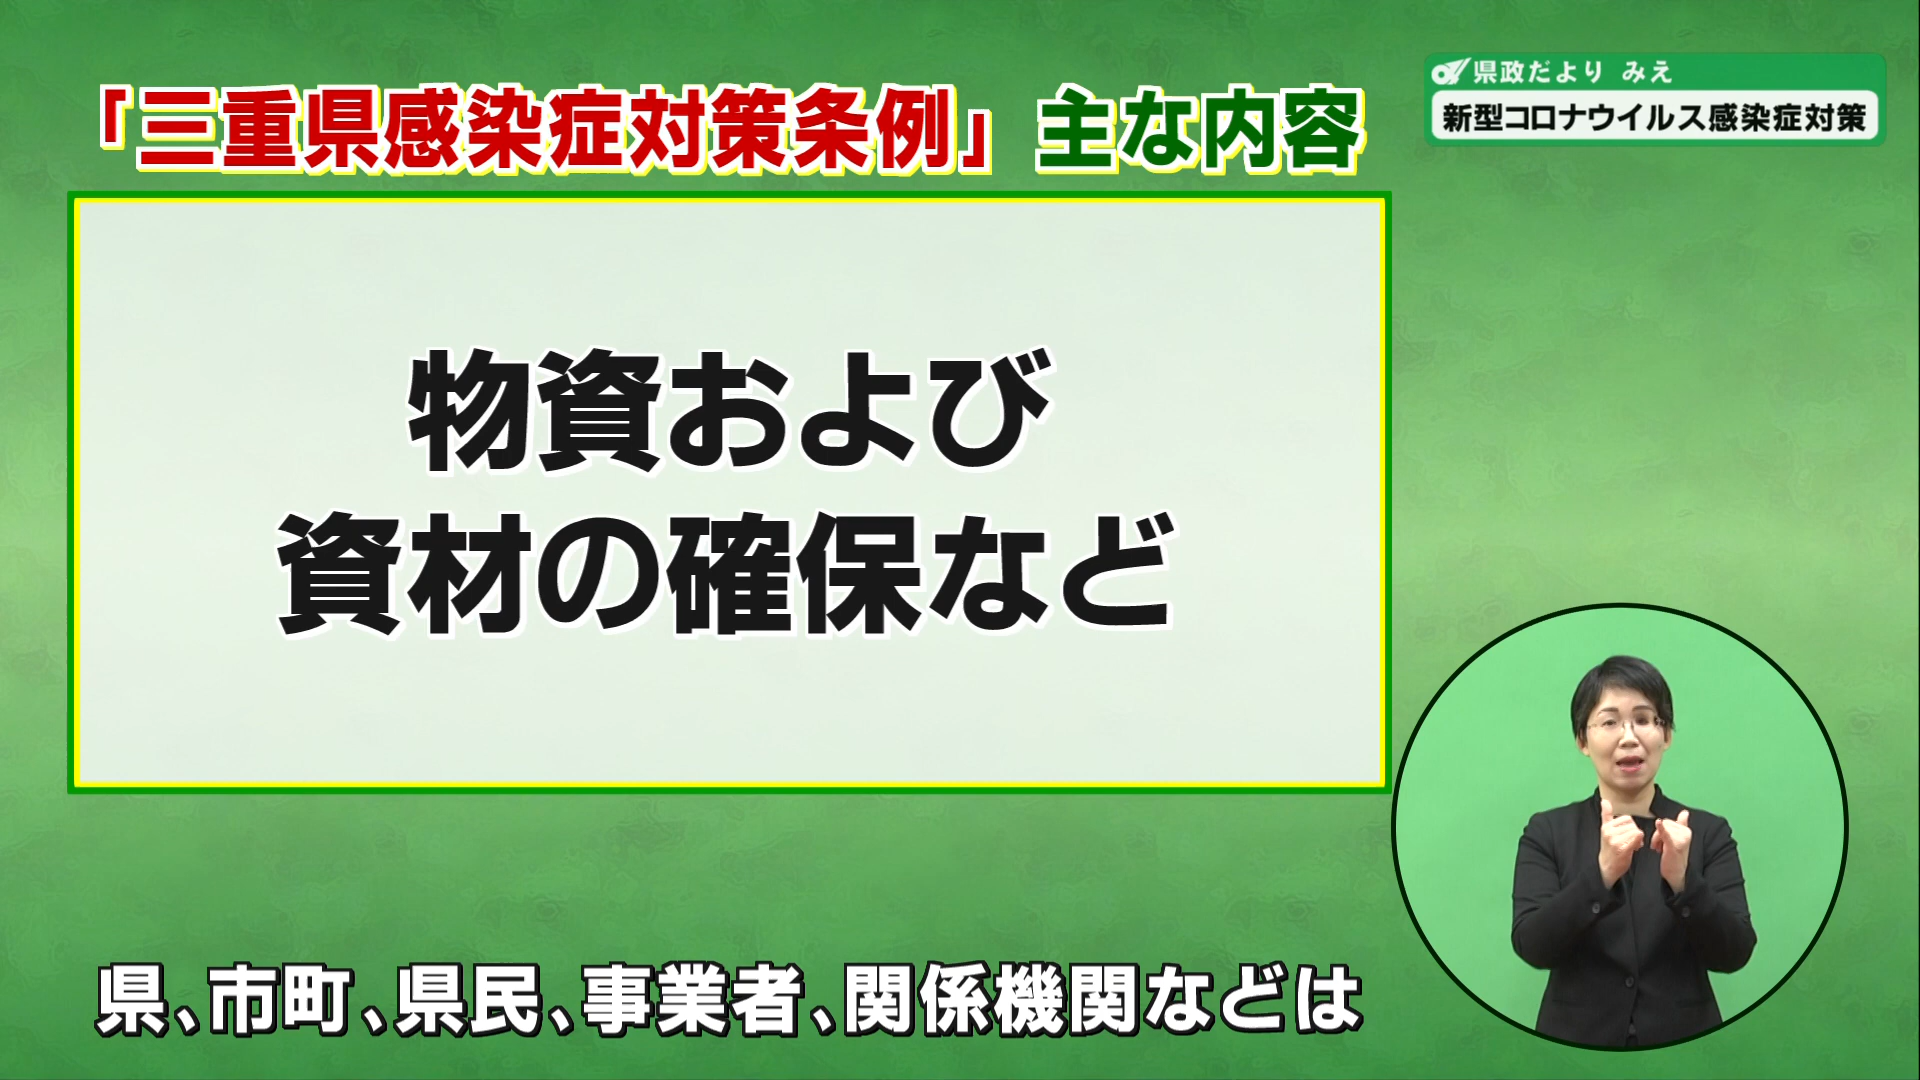 「三重県感染症対策条例」 主な内容
県政だより みえ
新型コロナウイルス感染症対策
物資および
資材の確保など
県、市町、県民、事業者、関係機関などは